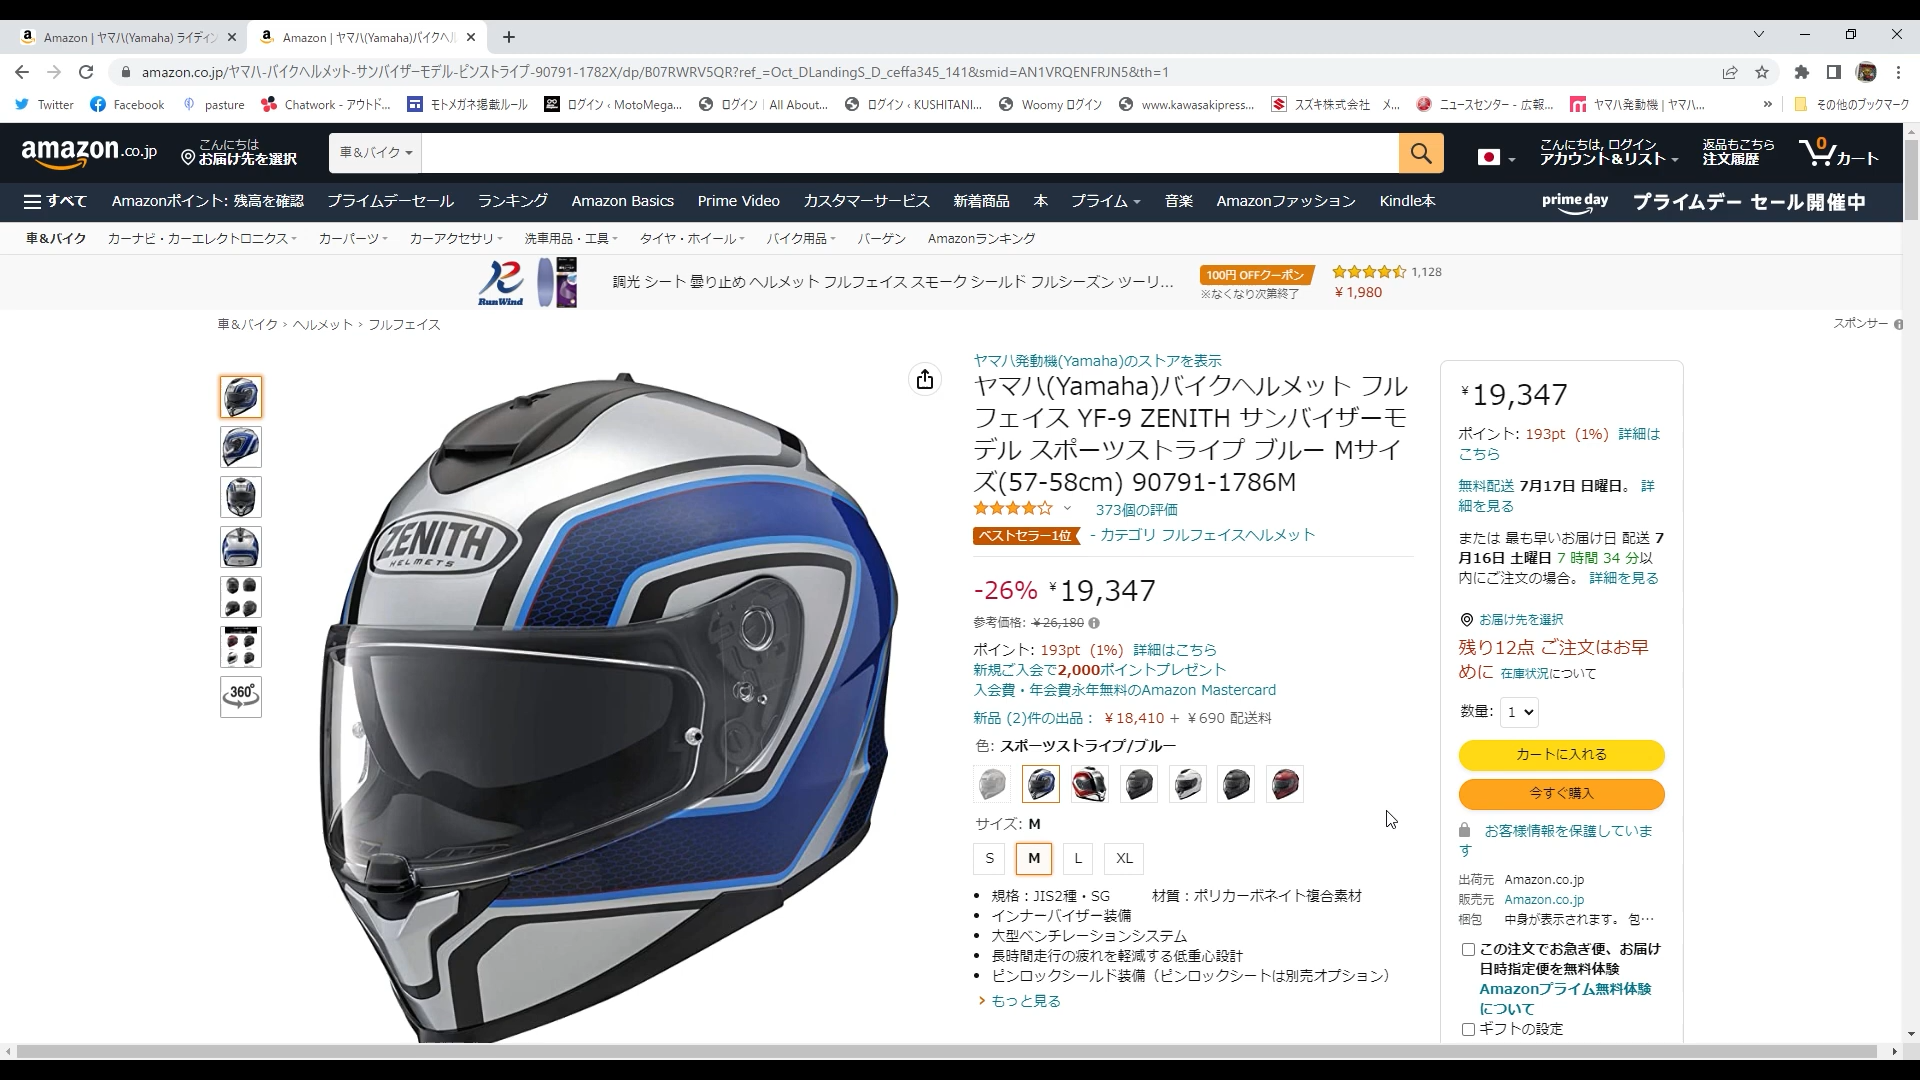 Amazon | ヤマハ(Yamaha) ライディン
Amazon | ヤマハ(Yamaha)バイクヘル
amazon.co.jp/ヤマハ-バイクヘルメット-サンバイザーモデル-ピンストライプ-90791-1782X/dp/B07RWRV5QR?ref_=Oct_DLandingS_D_ceffa345_141&smid=AN1VRQENFRJN5&th=1
Twitter Facebook pasture Chatwork - アウトド... モトメガネ掲載ルール ログイン ‹ MotoMega... ログイン | All About... ログイン ‹ KUSHITANI... Woomy ログイン www.kawasakipress... スズキ株式会社 メ... ニュースセンター - 広報... ヤマハ発動機 | ヤマハ... » その他のブックマーク
amazon.co.jp
こんにちは
お届け先を選択
車&バイク
こんにちは, ログイン
アカウント&リスト
返品もこちら
注文履歴
0
カート
すべて Amazonポイント: 残高を確認 プライムデーセール ランキング Amazon Basics Prime Video カスタマーサービス 新着商品 本 プライム 音楽 Amazonファッション Kindle本
prime day プライムデー セール開催中
車&バイク カーナビ・カーエレクトロニクス カーパーツ カーアクセサリ 洗車用品・工具 タイヤ・ホイール バイク用品 バーゲン Amazonランキング
RunWind
調光 シート 曇り止め ヘルメット フルフェイス スモーク シールド フルシーズン ツーリ...
100円 OFFクーポン
※なくなり次第終了
1,128
¥1,980
スポンサー
車＆バイク › ヘルメット › フルフェイス
360°
ZENITH
HELMETS
ヤマハ発動機(Yamaha)のストアを表示
ヤマハ(Yamaha)バイクヘルメット フル
フェイス YF-9 ZENITH サンバイザーモ
デル スポーツストライプ ブルー Mサイ
ズ(57-58cm) 90791-1786M
373個の評価
ベストセラー1位 - カテゴリ フルフェイスヘルメット
-26% ¥19,347
参考価格: ¥26,180
ポイント: 193pt (1%) 詳細はこちら
新規ご入会で2,000ポイントプレゼント
入会費・年会費永年無料のAmazon Mastercard
新品 (2)件の出品： ¥18,410 + ¥690 配送料
色: スポーツストライプ/ブルー
サイズ: M
S M L XL
• 規格：JIS2種・SG 材質：ポリカーボネイト複合素材
• インナーバイザー装備
• 大型ベンチレーションシステム
• 長時間走行の疲れを軽減する低重心設計
• ピンロックシールド装備（ピンロックシートは別売オプション）
› もっと見る
¥19,347
ポイント: 193pt (1%) 詳細は
こちら
無料配送 7月17日 日曜日。 詳
細を見る
または 最も早いお届け日 配送 7
月16日 土曜日 7 時間 34 分以
内にご注文の場合。 詳細を見る
お届け先を選択
残り12点 ご注文はお早
めに 在庫状況について
数量: 1
カートに入れる
今すぐ購入
お客様情報を保護していま
す
出荷元 Amazon.co.jp
販売元 Amazon.co.jp
梱包 中身が表示されます。 包…
この注文でお急ぎ便、お届け
日時指定便を無料体験
Amazonプライム無料体験
について
ギフトの設定